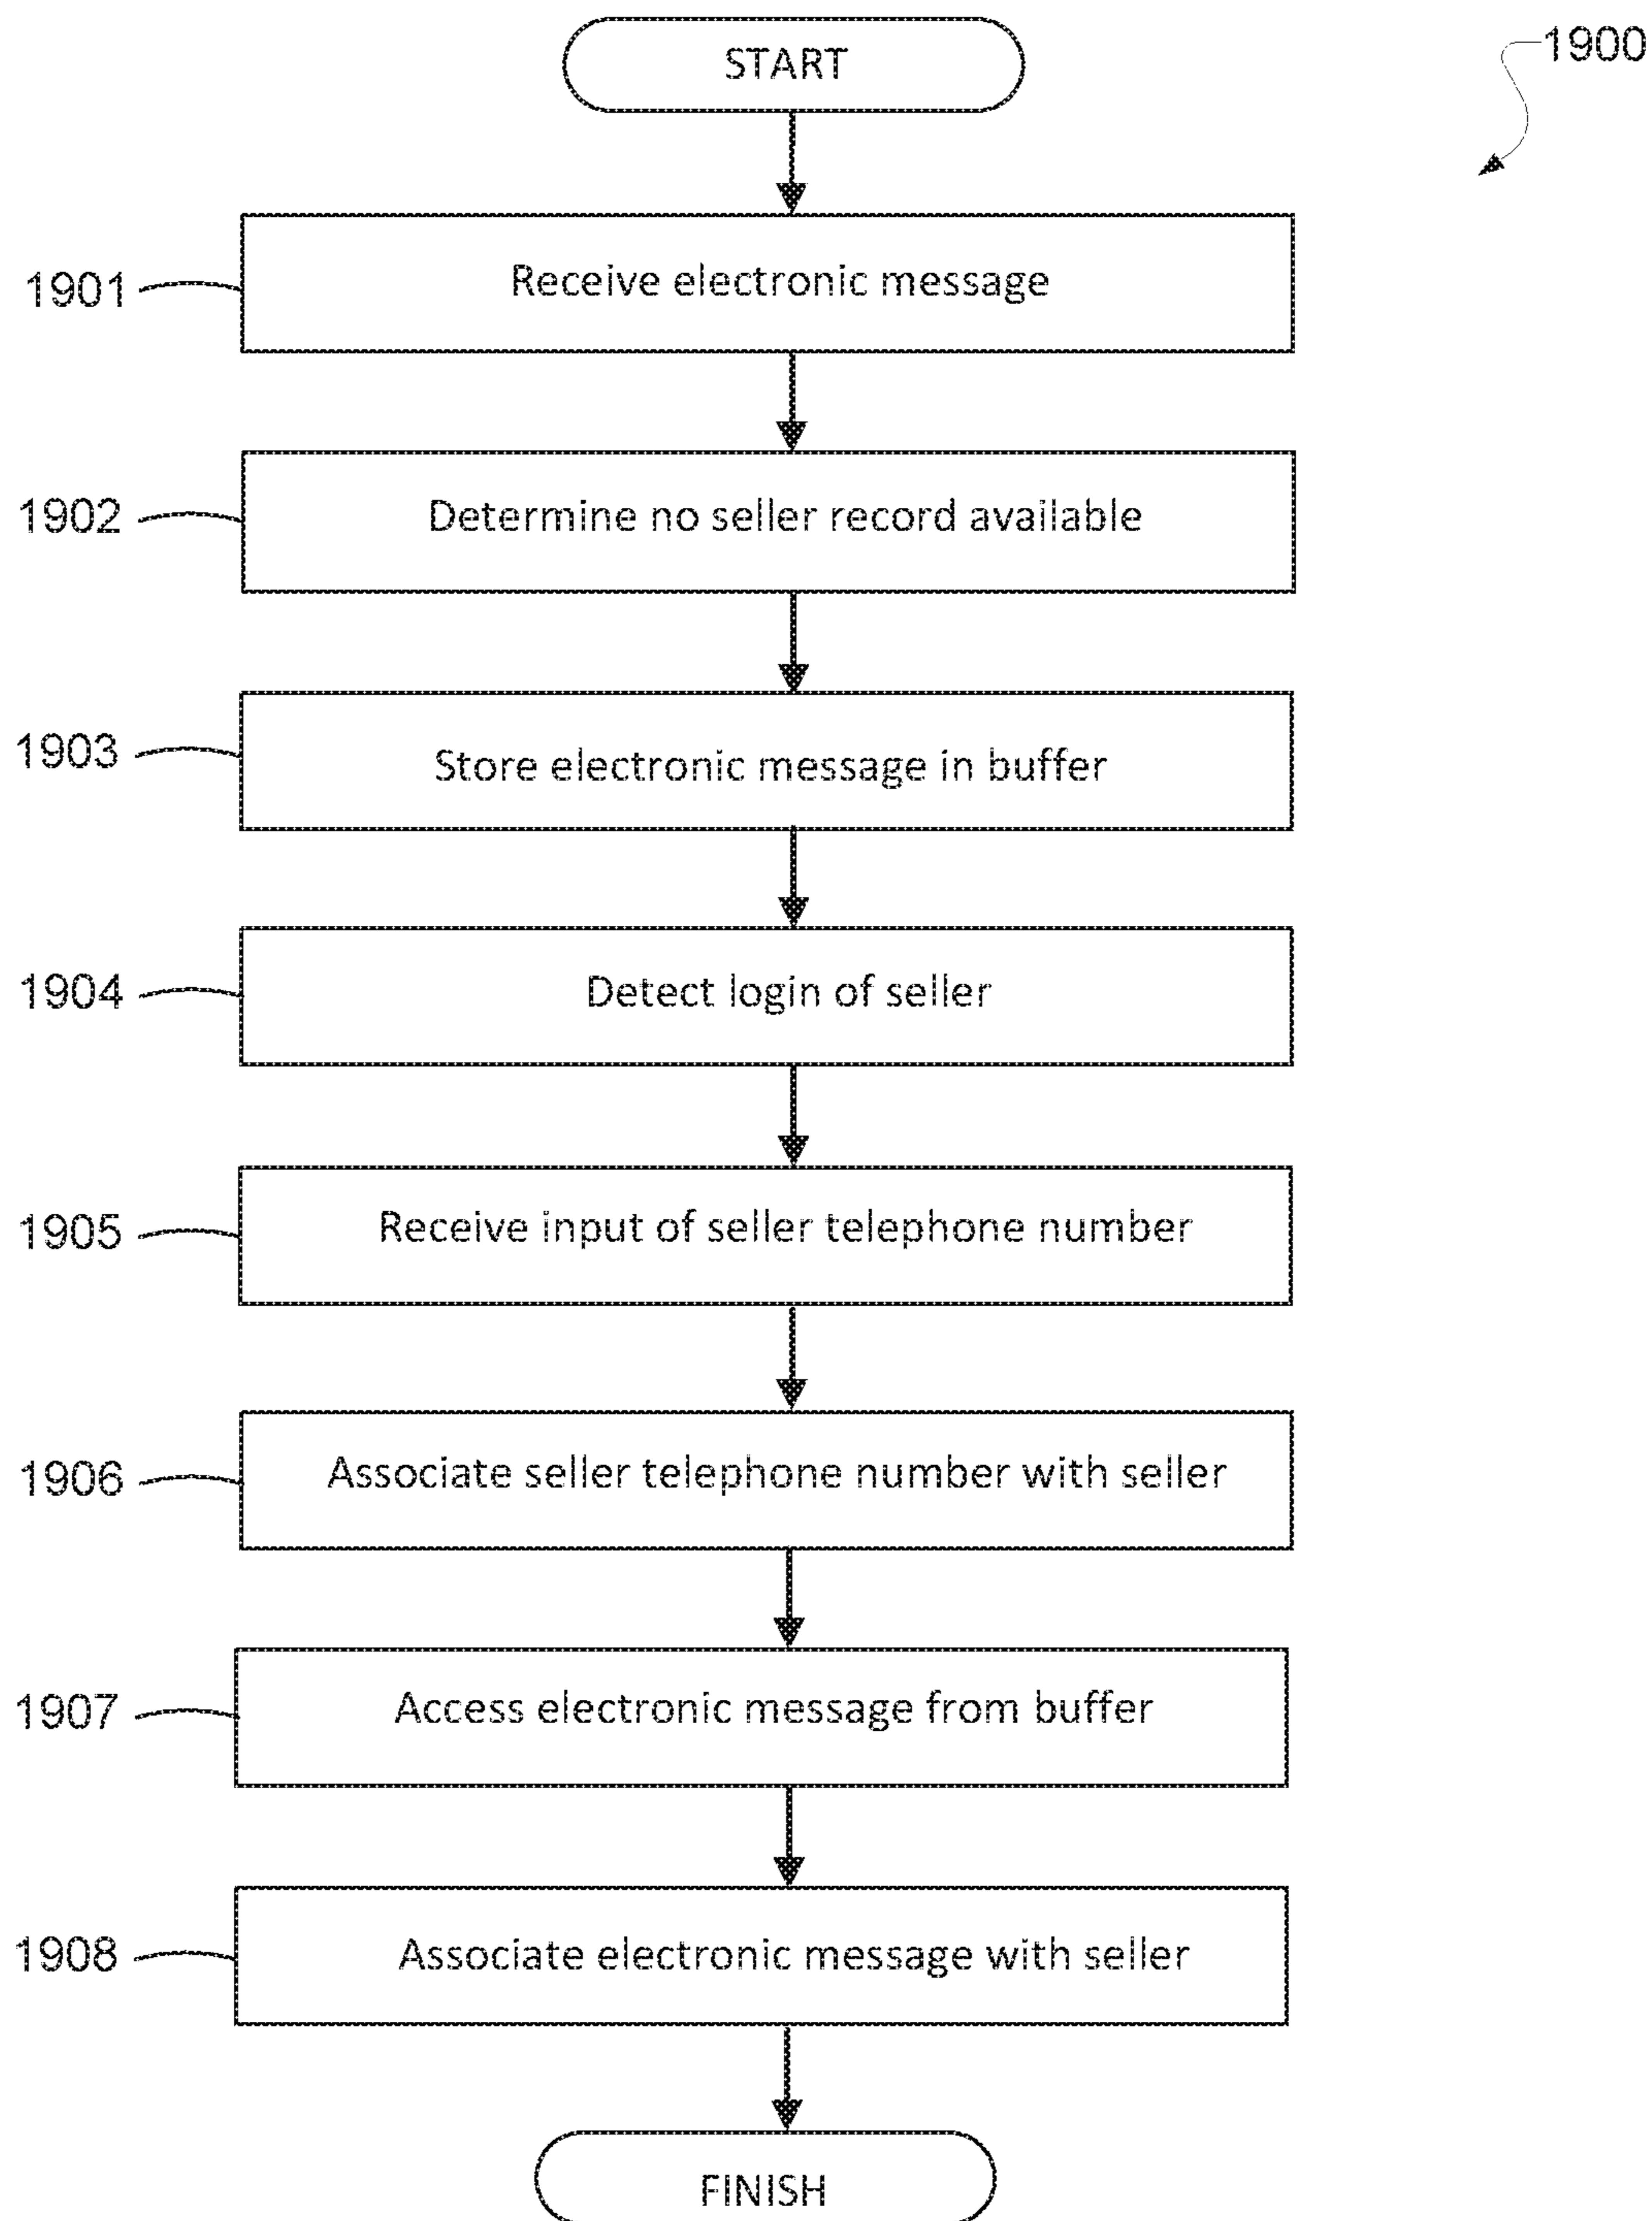 START
1900
1901
Receive electronic message
1902
Determine no seller record available
1903
Store electronic message in buffer
1904
Detect login of seller
1905
Receive input of seller telephone number
1906
Associate seller telephone number with seller
1907
Access electronic message from buffer
1908
Associate electronic message with seller
FINISH